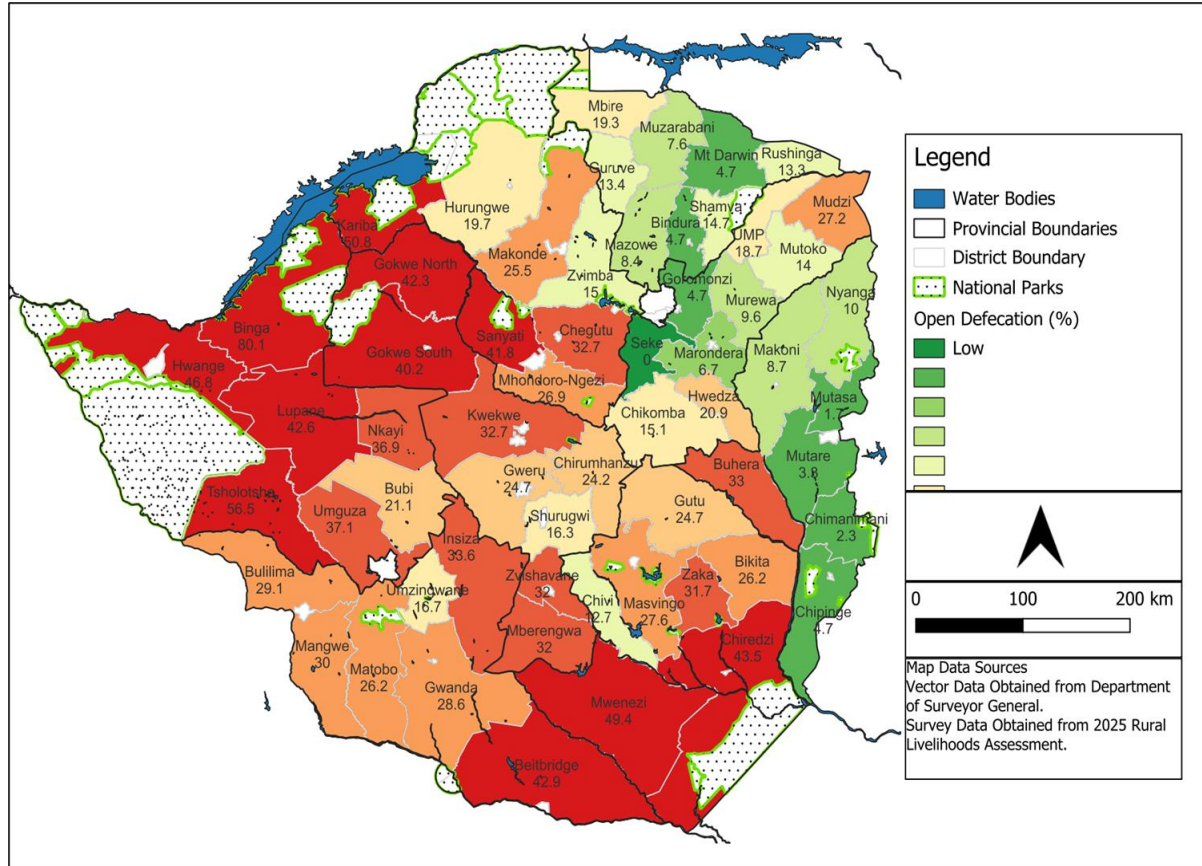 Mbire
19.3
Muzarabani
7.6
Mt Darwin
4.7
Rushinga
13.3
Guruve
13.4
Hurungwe
19.7
Shamva
14.7
Mudzi
27.2
Bindura
4.7
UMP
18.7
Mutoko
14
Kariba
50.8
Makonde
25.5
Mazowe
8.4
Zvimba
15
Gokwe North
42.3
Goromonzi
4.7
Murewa
9.6
Nyanga
10
Binga
80.1
Sanyati
41.8
Chegutu
32.7
Seke
0
Marondera
6.7
Makoni
8.7
Hwange
46.8
Gokwe South
40.2
Mhondoro-Ngezi
26.9
Hwedza
20.9
Mutasa
1.7
Lupane
42.6
Nkayi
36.9
Kwekwe
32.7
Chikomba
15.1
Mutare
3.8
Buhera
33
Gweru
24.7
Chirumhanzu
24.2
Tsholotsho
56.5
Umguza
37.1
Bubi
21.1
Shurugwi
16.3
Gutu
24.7
Chimanimani
2.3
Insiza
33.6
Bulilima
29.1
Umzingwane
16.7
Zvishavane
32
Chivi
12.7
Masvingo
27.6
Zaka
31.7
Bikita
26.2
Chipinge
4.7
Mangwe
30
Matobo
26.2
Mberengwa
32
Chiredzi
43.5
Gwanda
28.6
Mwenezi
49.4
Beitbridge
42.9
Legend
Water Bodies
Provincial Boundaries
District Boundary
National Parks
Open Defecation (%)
Low
0 100 200 km
Map Data Sources
Vector Data Obtained from Department
of Surveyor General.
Survey Data Obtained from 2025 Rural
Livelihoods Assessment.